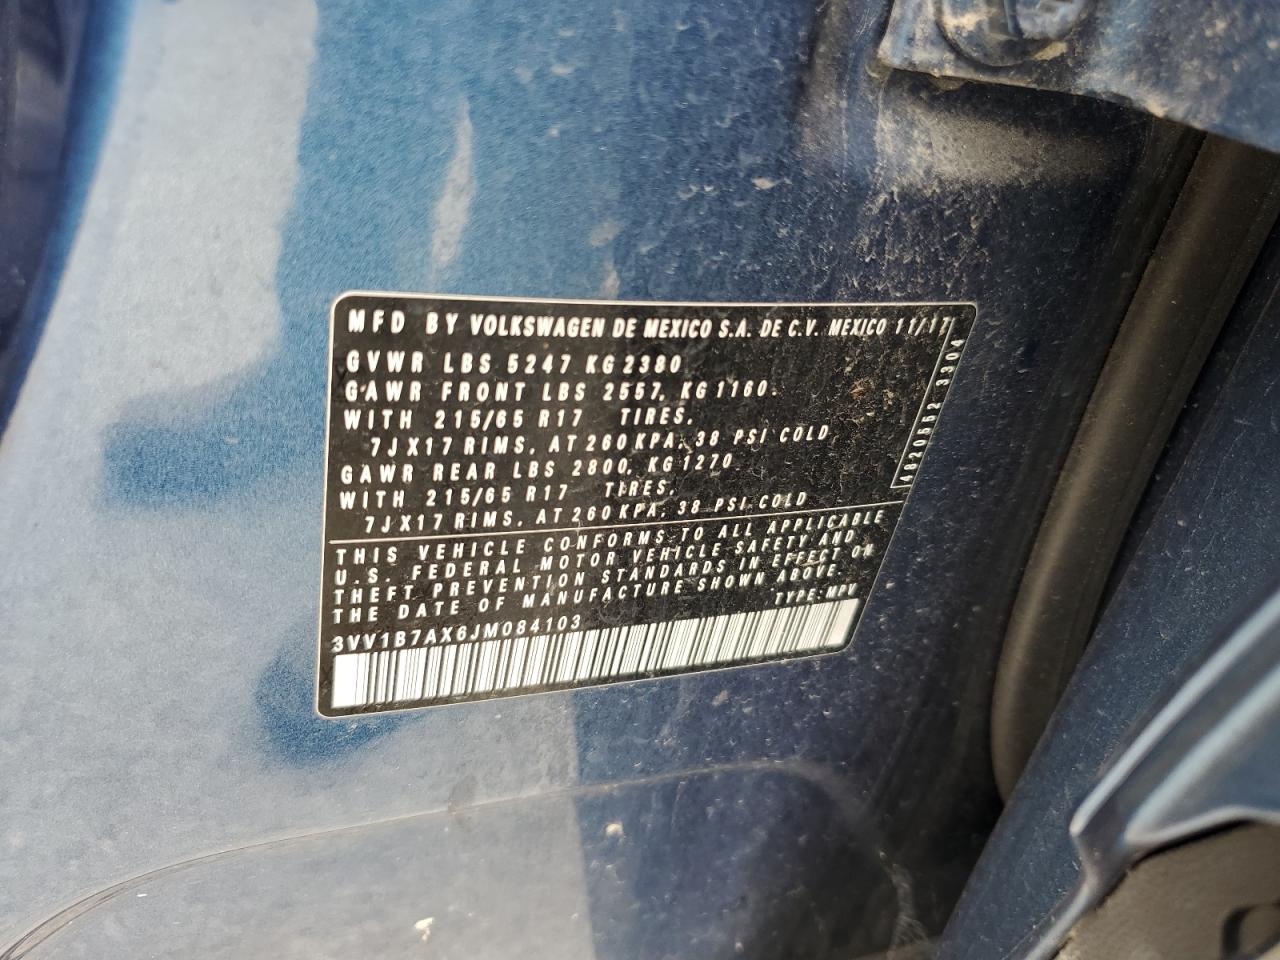 MFD BY VOLKSWAGEN DE MEXICO S.A. DE C.V. MEXICO 11/17
GVWR LBS 5247 KG 2380
GAWR FRONT LBS 2557, KG 1160.
WITH 215/65 R17 TIRES,
7JX17 RIMS, AT 260 KPA, 38 PSI COLD
GAWR REAR LBS 2800, KG 1270
WITH 215/65 R17 TIRES,
7JX17 RIMS, AT 260 KPA, 38 PSI COLD
4820552 3304
THIS VEHICLE CONFORMS TO ALL APPLICABLE
U.S. FEDERAL MOTOR VEHICLE SAFETY AND
THEFT PREVENTION STANDARDS IN EFFECT ON
THE DATE OF MANUFACTURE SHOWN ABOVE.
TYPE: MPV
3VV1B7AX6JM084103